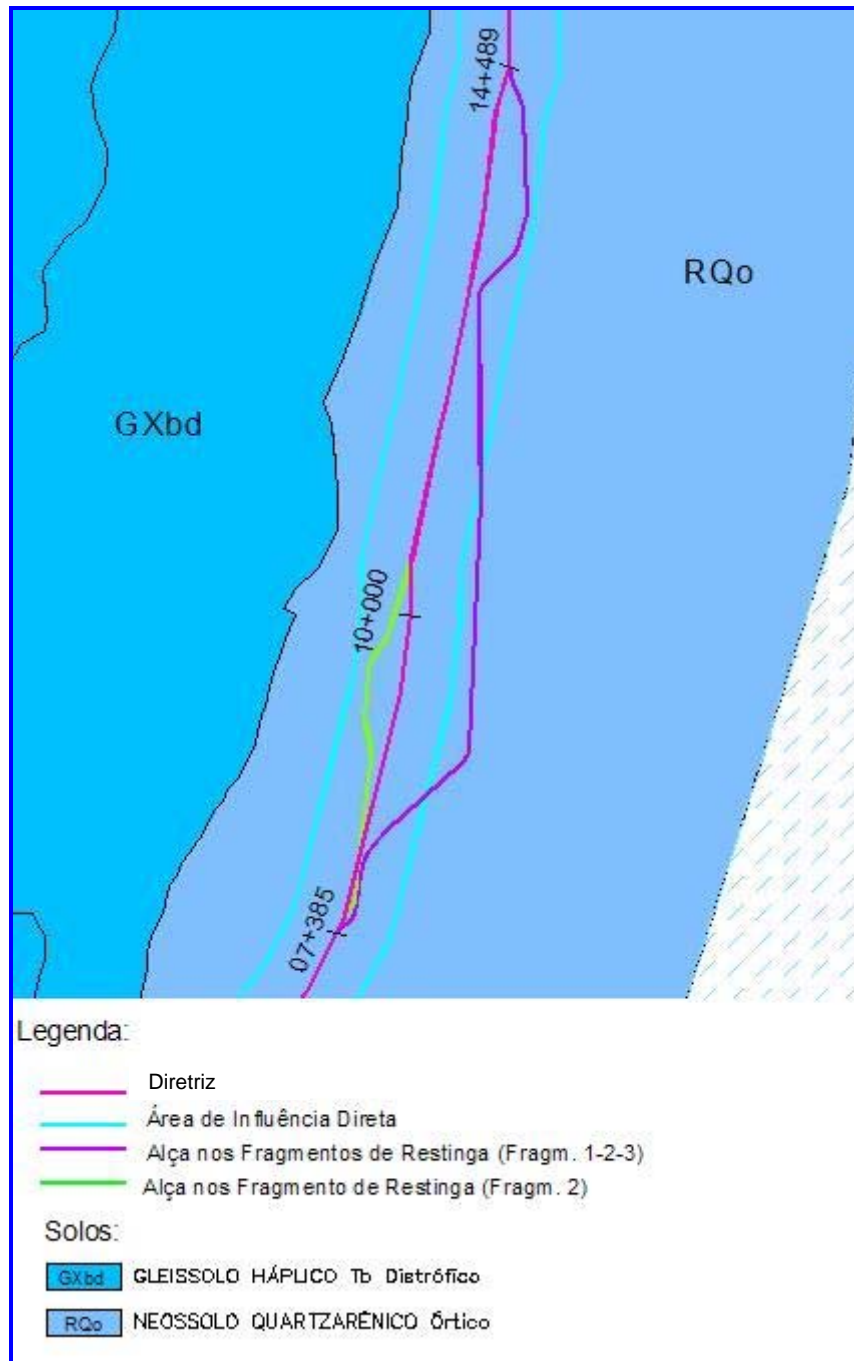 14+489
RQo
GXbd
10+000
07+385
Legenda:
Diretriz
Área de Influência Direta
Alça nos Fragmentos de Restinga (Fragm. 1-2-3)
Alça nos Fragmento de Restinga (Fragm. 2)
Solos:
GXbd GLEISSOLO HÁPLICO Tb Distrófico
RQo NEOSSOLO QUARTZARÊNICO Órtico